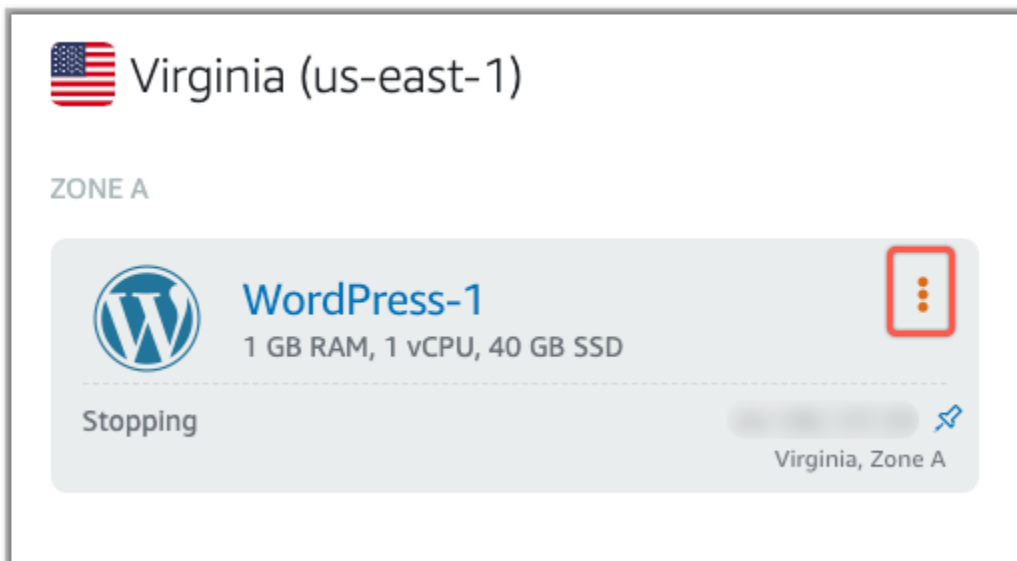 Virginia (us-east-1)
ZONE A
WordPress-1
1 GB RAM, 1 vCPU, 40 GB SSD
Stopping
Virginia, Zone A